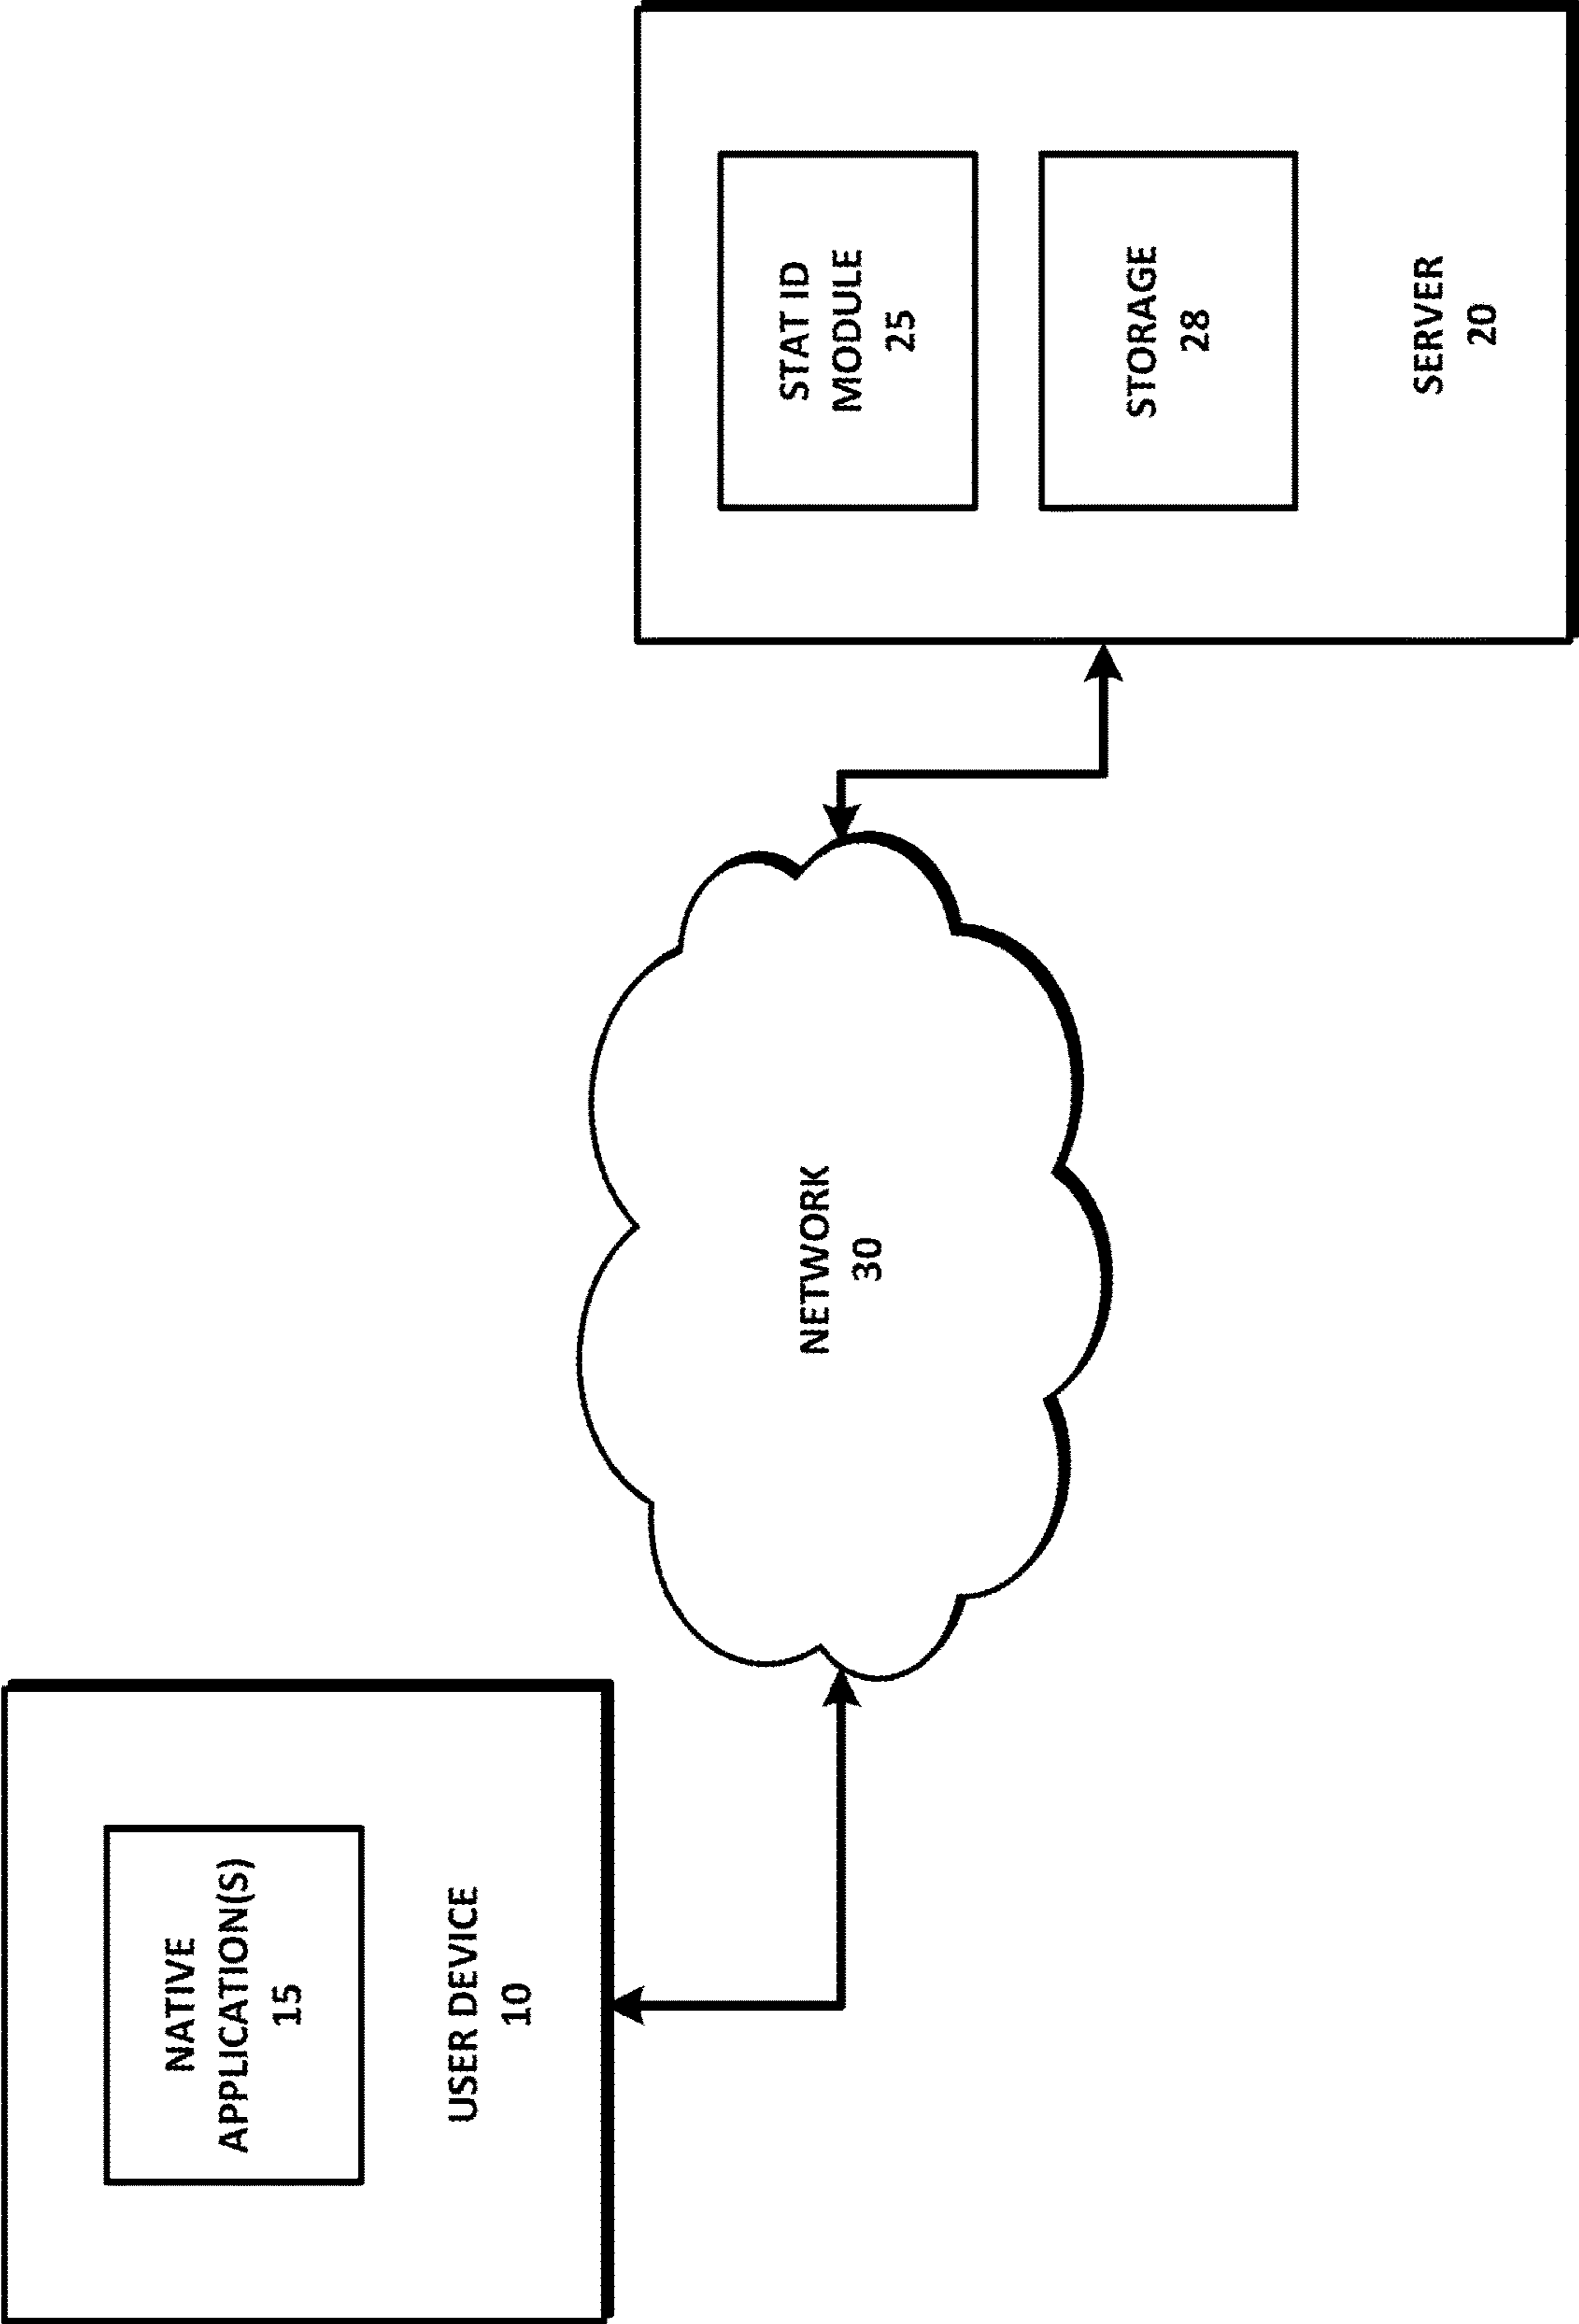 NATIVE
APPLICATION(S)
15
USER DEVICE
10
NETWORK
30
STAT ID
MODULE
25
STORAGE
28
SERVER
20